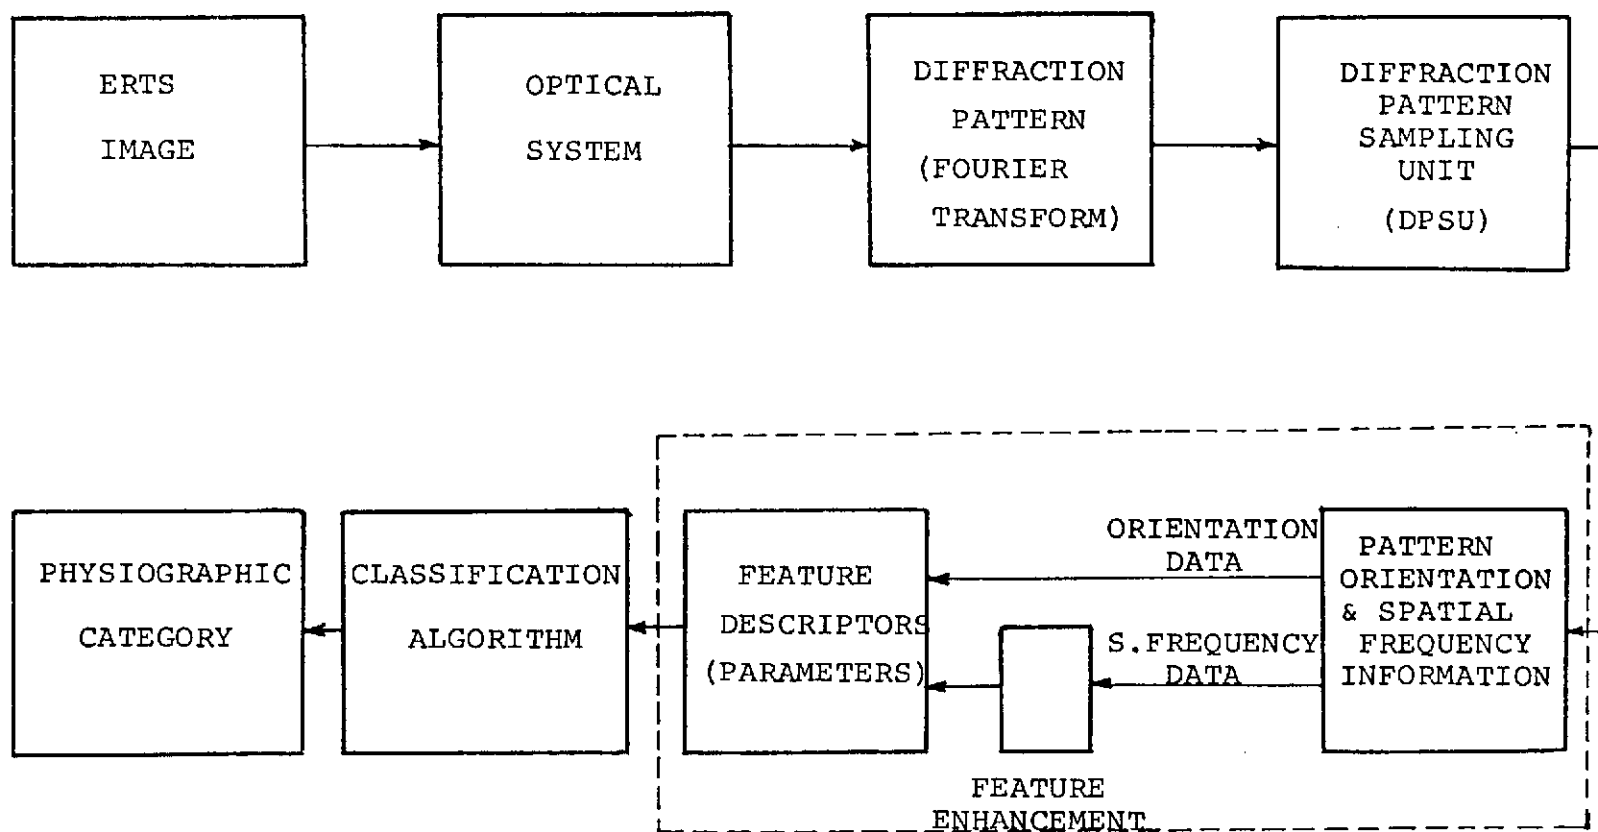 ERTS
IMAGE
OPTICAL
SYSTEM
DIFFRACTION
PATTERN
(FOURIER
TRANSFORM)
DIFFRACTION
PATTERN
SAMPLING
UNIT
(DPSU)
PHYSIOGRAPHIC
CATEGORY
CLASSIFICATION
ALGORITHM
FEATURE
DESCRIPTORS
(PARAMETERS)
ORIENTATION
DATA
S.FREQUENCY
DATA
FEATURE
ENHANCEMENT
PATTERN
ORIENTATION
& SPATIAL
FREQUENCY
INFORMATION